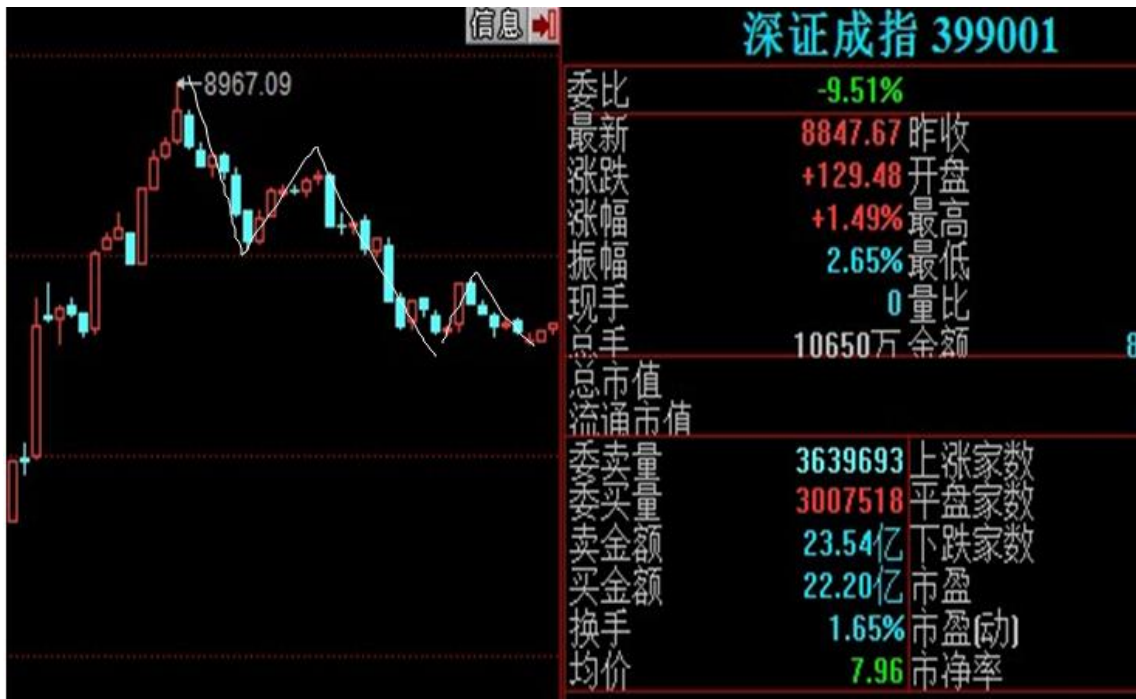 信息
8967.09
深证成指 399001
委比 -9.51%
最新 8847.67 昨收
涨跌 +129.48 开盘
涨幅 +1.49% 最高
振幅 2.65% 最低
现手 0 量比
总手 10650万 金额 8
总市值
流通市值
委卖量 3639693 上涨家数
委买量 3007518 平盘家数
卖金额 23.54亿 下跌家数
买金额 22.20亿 市盈
换手 1.65% 市盈(动)
均价 7.96 市净率